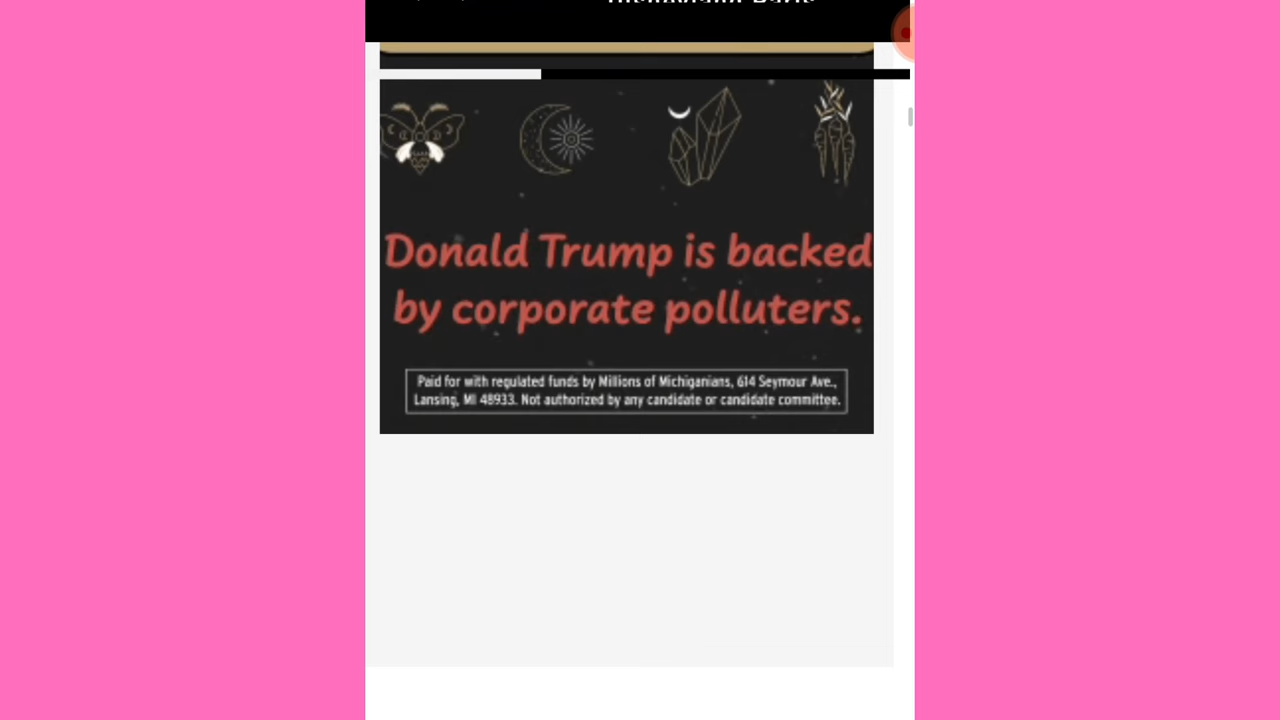 Donald Trump is backed
by corporate polluters.
Paid for with regulated funds by Millions of Michiganians, 614 Seymour Ave.,
Lansing, MI 48933. Not authorized by any candidate or candidate committee.